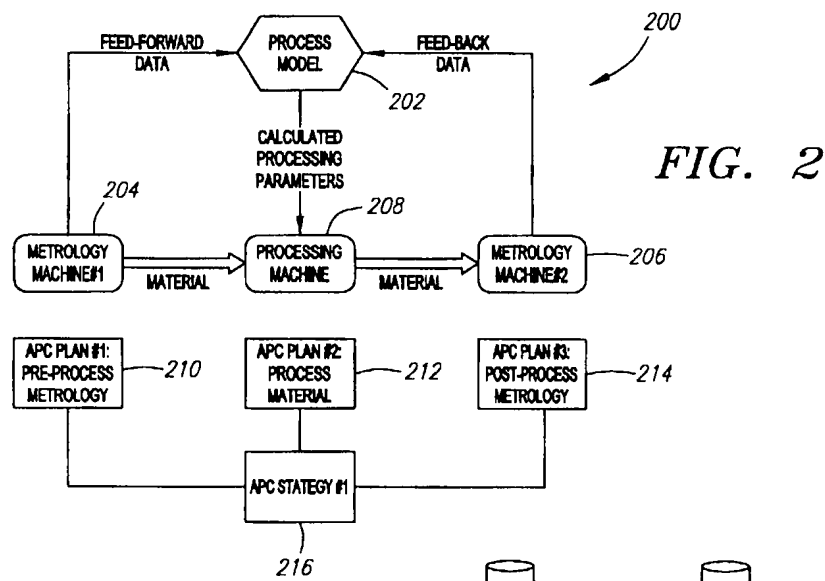 FEED-FORWARD
DATA
PROCESS
MODEL
FEED-BACK
DATA
200
202
CALCULATED
PROCESSING
PARAMETERS
FIG. 2
204
208
METROLOGY
MACHINE#1
MATERIAL
PROCESSING
MACHINE
MATERIAL
METROLOGY
MACHINE#2
206
APC PLAN #1:
PRE-PROCESS
METROLOGY
210
APC PLAN #2:
PROCESS
MATERIAL
212
APC PLAN #3:
POST-PROCESS
METROLOGY
214
APC STATEGY #1
216